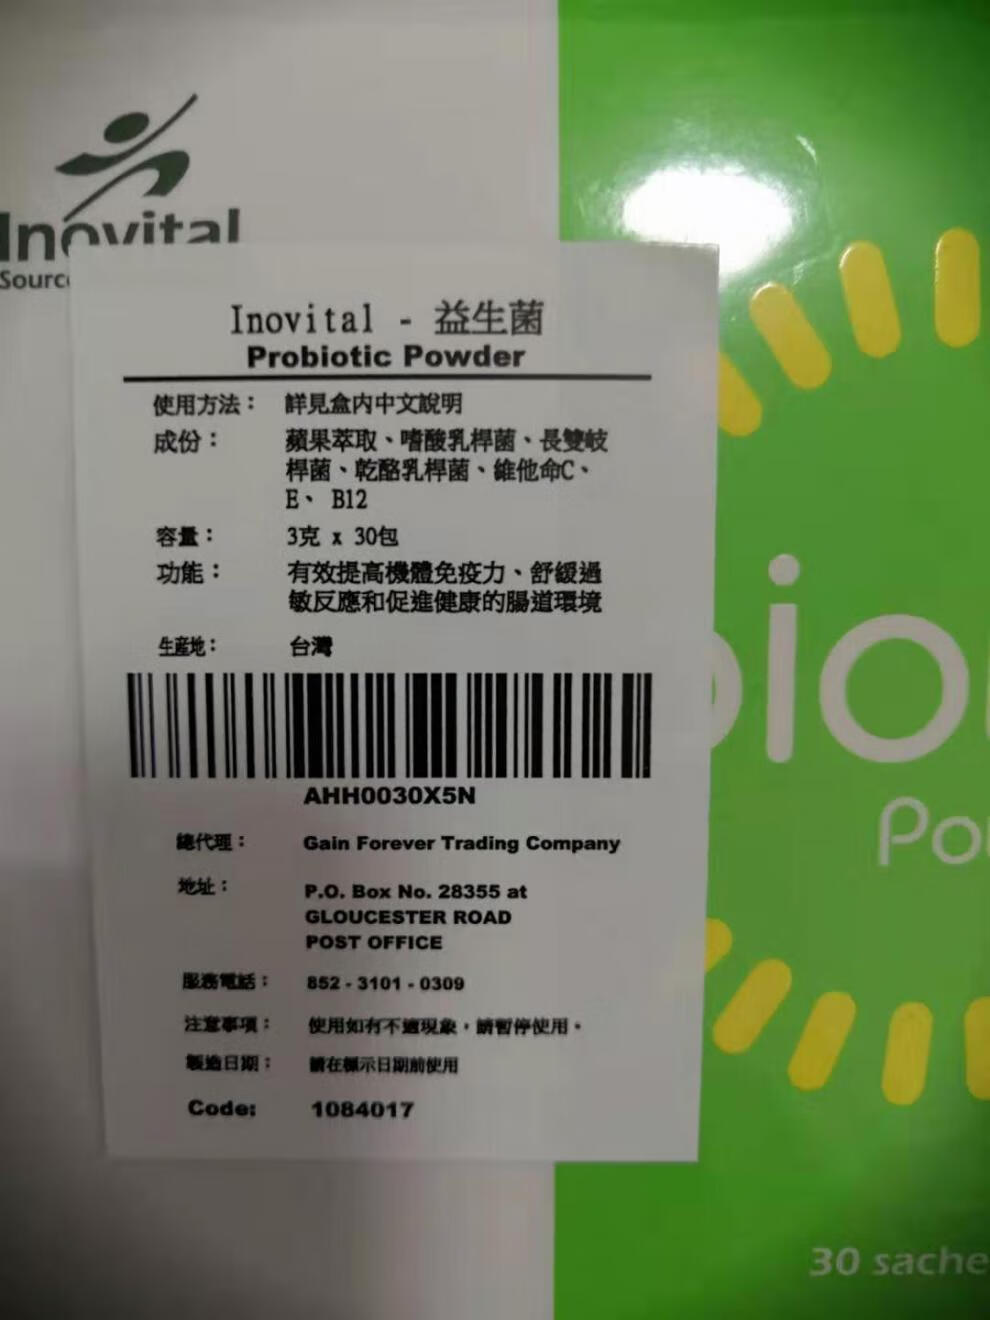 Inovital
Source
Inovital - 益生菌
Probiotic Powder
使用方法： 詳見盒內中文說明
成份： 蘋果萃取、嗜酸乳桿菌、長雙岐
桿菌、乾酪乳桿菌、維他命C、
E、 B12
容量： 3克 x 30包
功能： 有效提高機體免疫力、舒緩過
敏反應和促進健康的腸道環境
生產地： 台灣
AHH0030X5N
總代理： Gain Forever Trading Company
地址： P.O. Box No. 28355 at
GLOUCESTER ROAD
POST OFFICE
服務電話： 852 - 3101 - 0309
注意事項： 使用如有不適現象，請暫停使用。
製造日期： 請在標示日期前使用
Code: 1084017
bio
Po
30 sache